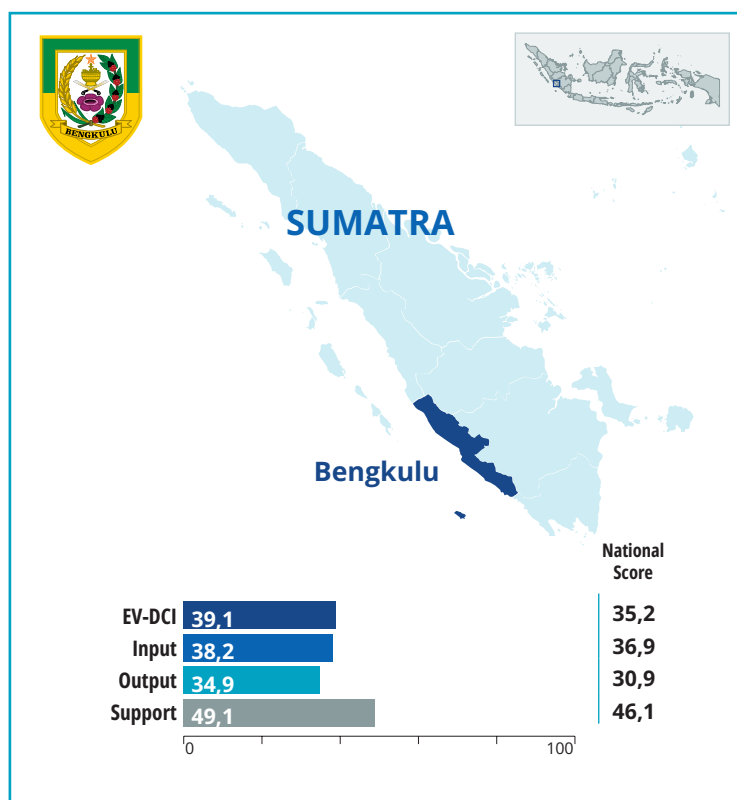 BENGKULU
SUMATRA
Bengkulu
National
Score
EV-DCI 39,1 35,2
Input 38,2 36,9
Output 34,9 30,9
Support 49,1 46,1
0 100